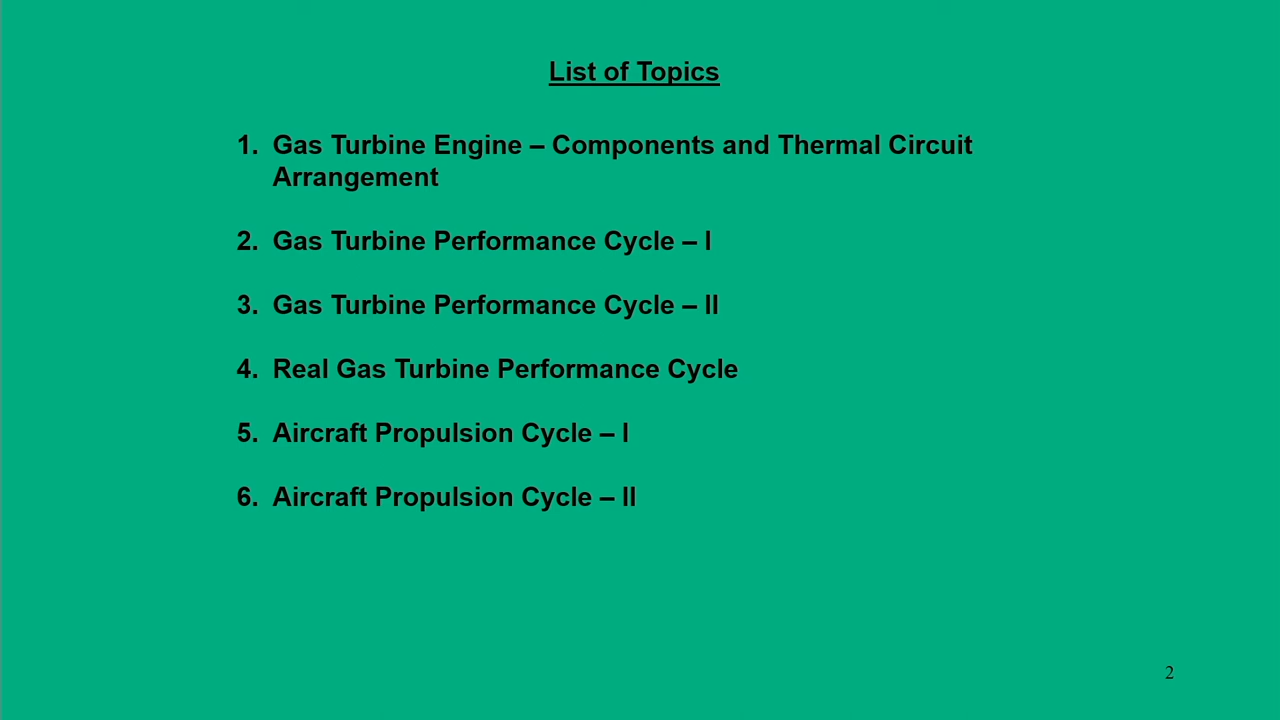 List of Topics
1. Gas Turbine Engine – Components and Thermal Circuit
Arrangement
2. Gas Turbine Performance Cycle – I
3. Gas Turbine Performance Cycle – II
4. Real Gas Turbine Performance Cycle
5. Aircraft Propulsion Cycle – I
6. Aircraft Propulsion Cycle – II
2